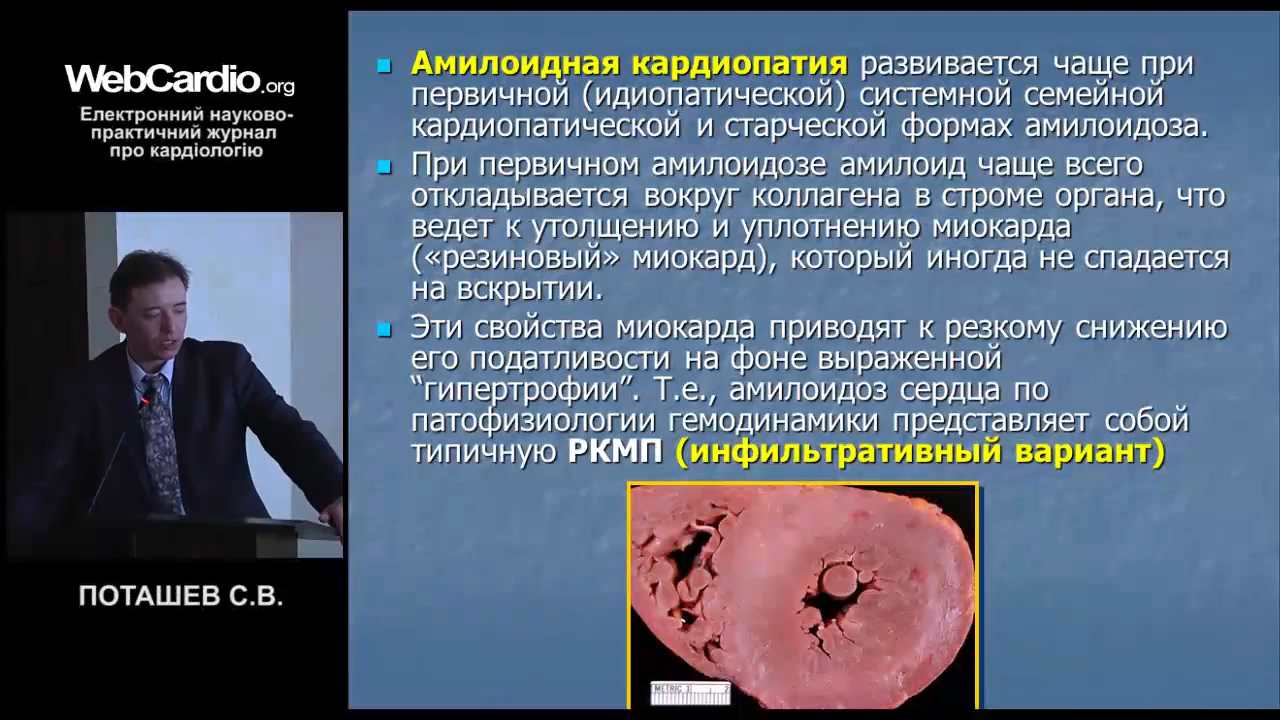 WebCardio.org
Електронний науково-
практичний журнал
про кардіологію
ПОТАШЕВ С.В.
Амилоидная кардиопатия развивается чаще при
первичной (идиопатической) системной семейной
кардиопатической и старческой формах амилоидоза.
При первичном амилоидозе амилоид чаще всего
откладывается вокруг коллагена в строме органа, что
ведет к утолщению и уплотнению миокарда
(«резиновый» миокард), который иногда не спадается
на вскрытии.
Эти свойства миокарда приводят к резкому снижению
его податливости на фоне выраженной
“гипертрофии”. Т.е., амилоидоз сердца по
патофизиологии гемодинамики представляет собой
типичную РКМП (инфильтративный вариант)
METRIC 1 2